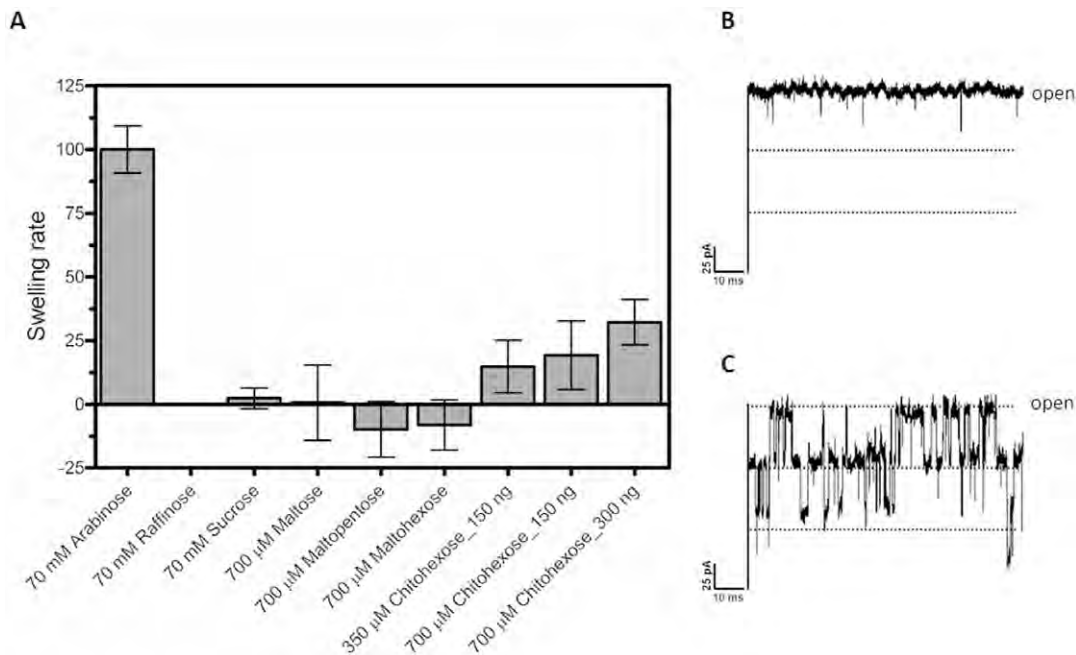 A
125
100
75
50
25
0
-25
Swelling rate
70 mM Arabinose
70 mM Raffinose
70 mM Sucrose
700 μM Maltose
700 μM Maltopentose
700 μM Maltohexose
350 μM Chitohexose_150 ng
700 μM Chitohexose_150 ng
700 μM Chitohexose_300 ng
B
open
25 pA
10 ms
C
open
25 pA
10 ms